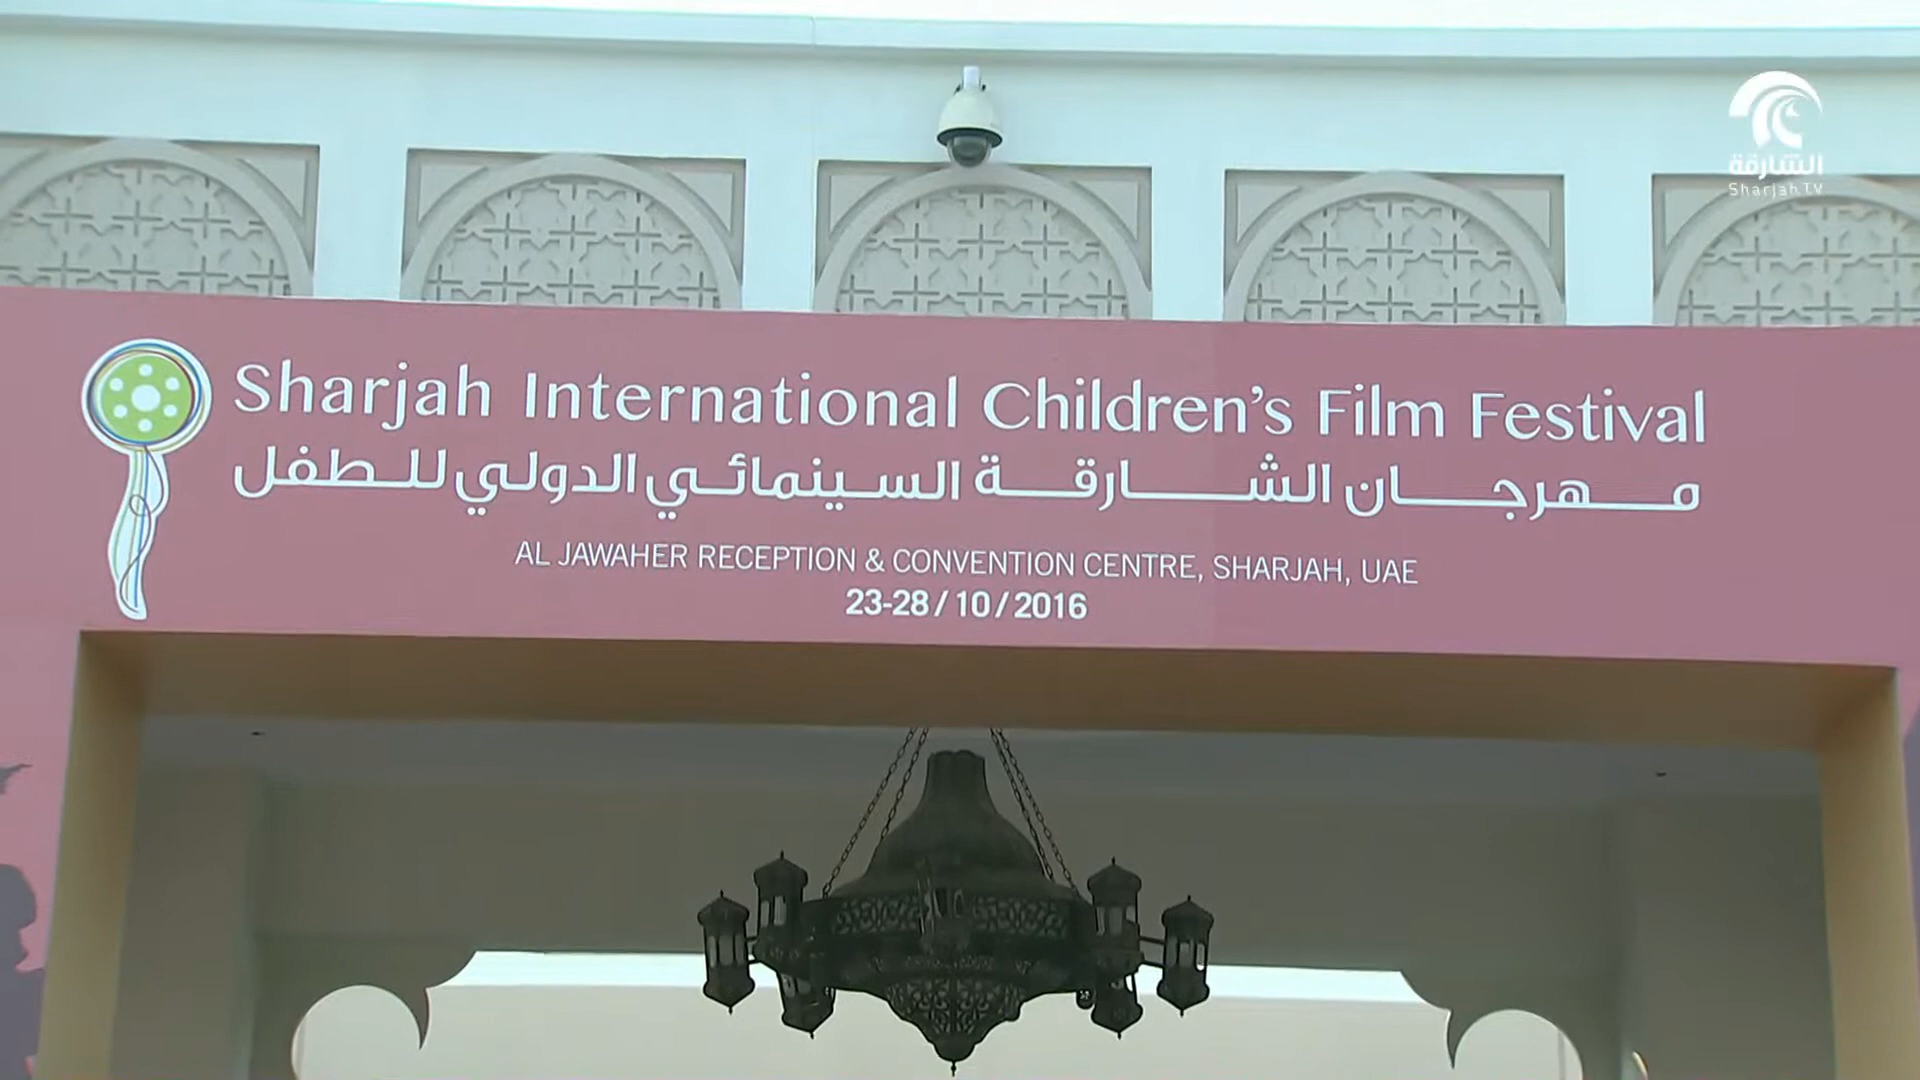 الشارقة
Sharjah TV
Sharjah International Children's Film Festival
مهرجان الشارقة السينمائي الدولي للطفل
AL JAWAHER RECEPTION & CONVENTION CENTRE, SHARJAH, UAE
23-28/10/2016